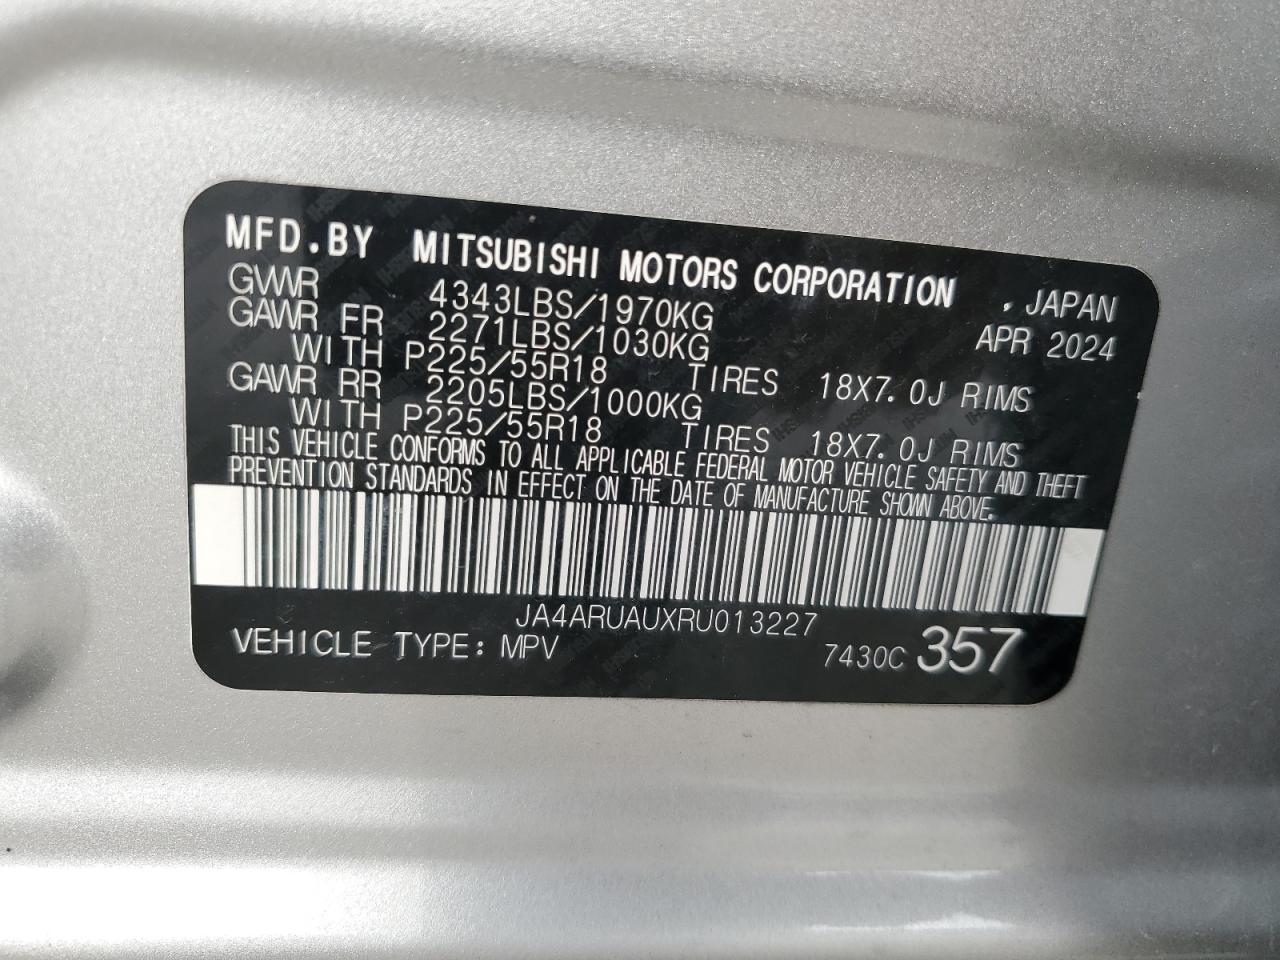 MFD.BY MITSUBISHI MOTORS CORPORATION , JAPAN
GVWR 4343LBS/1970KG APR 2024
GAWR FR 2271LBS/1030KG
WITH P225/55R18 TIRES 18X7.0J RIMS
GAWR RR 2205LBS/1000KG
WITH P225/55R18 TIRES 18X7.0J RIMS
THIS VEHICLE CONFORMS TO ALL APPLICABLE FEDERAL MOTOR VEHICLE SAFETY AND THEFT
PREVENTION STANDARDS IN EFFECT ON THE DATE OF MANUFACTURE SHOWN ABOVE.
JA4ARUAUXRU013227
VEHICLE TYPE: MPV 7430C 357